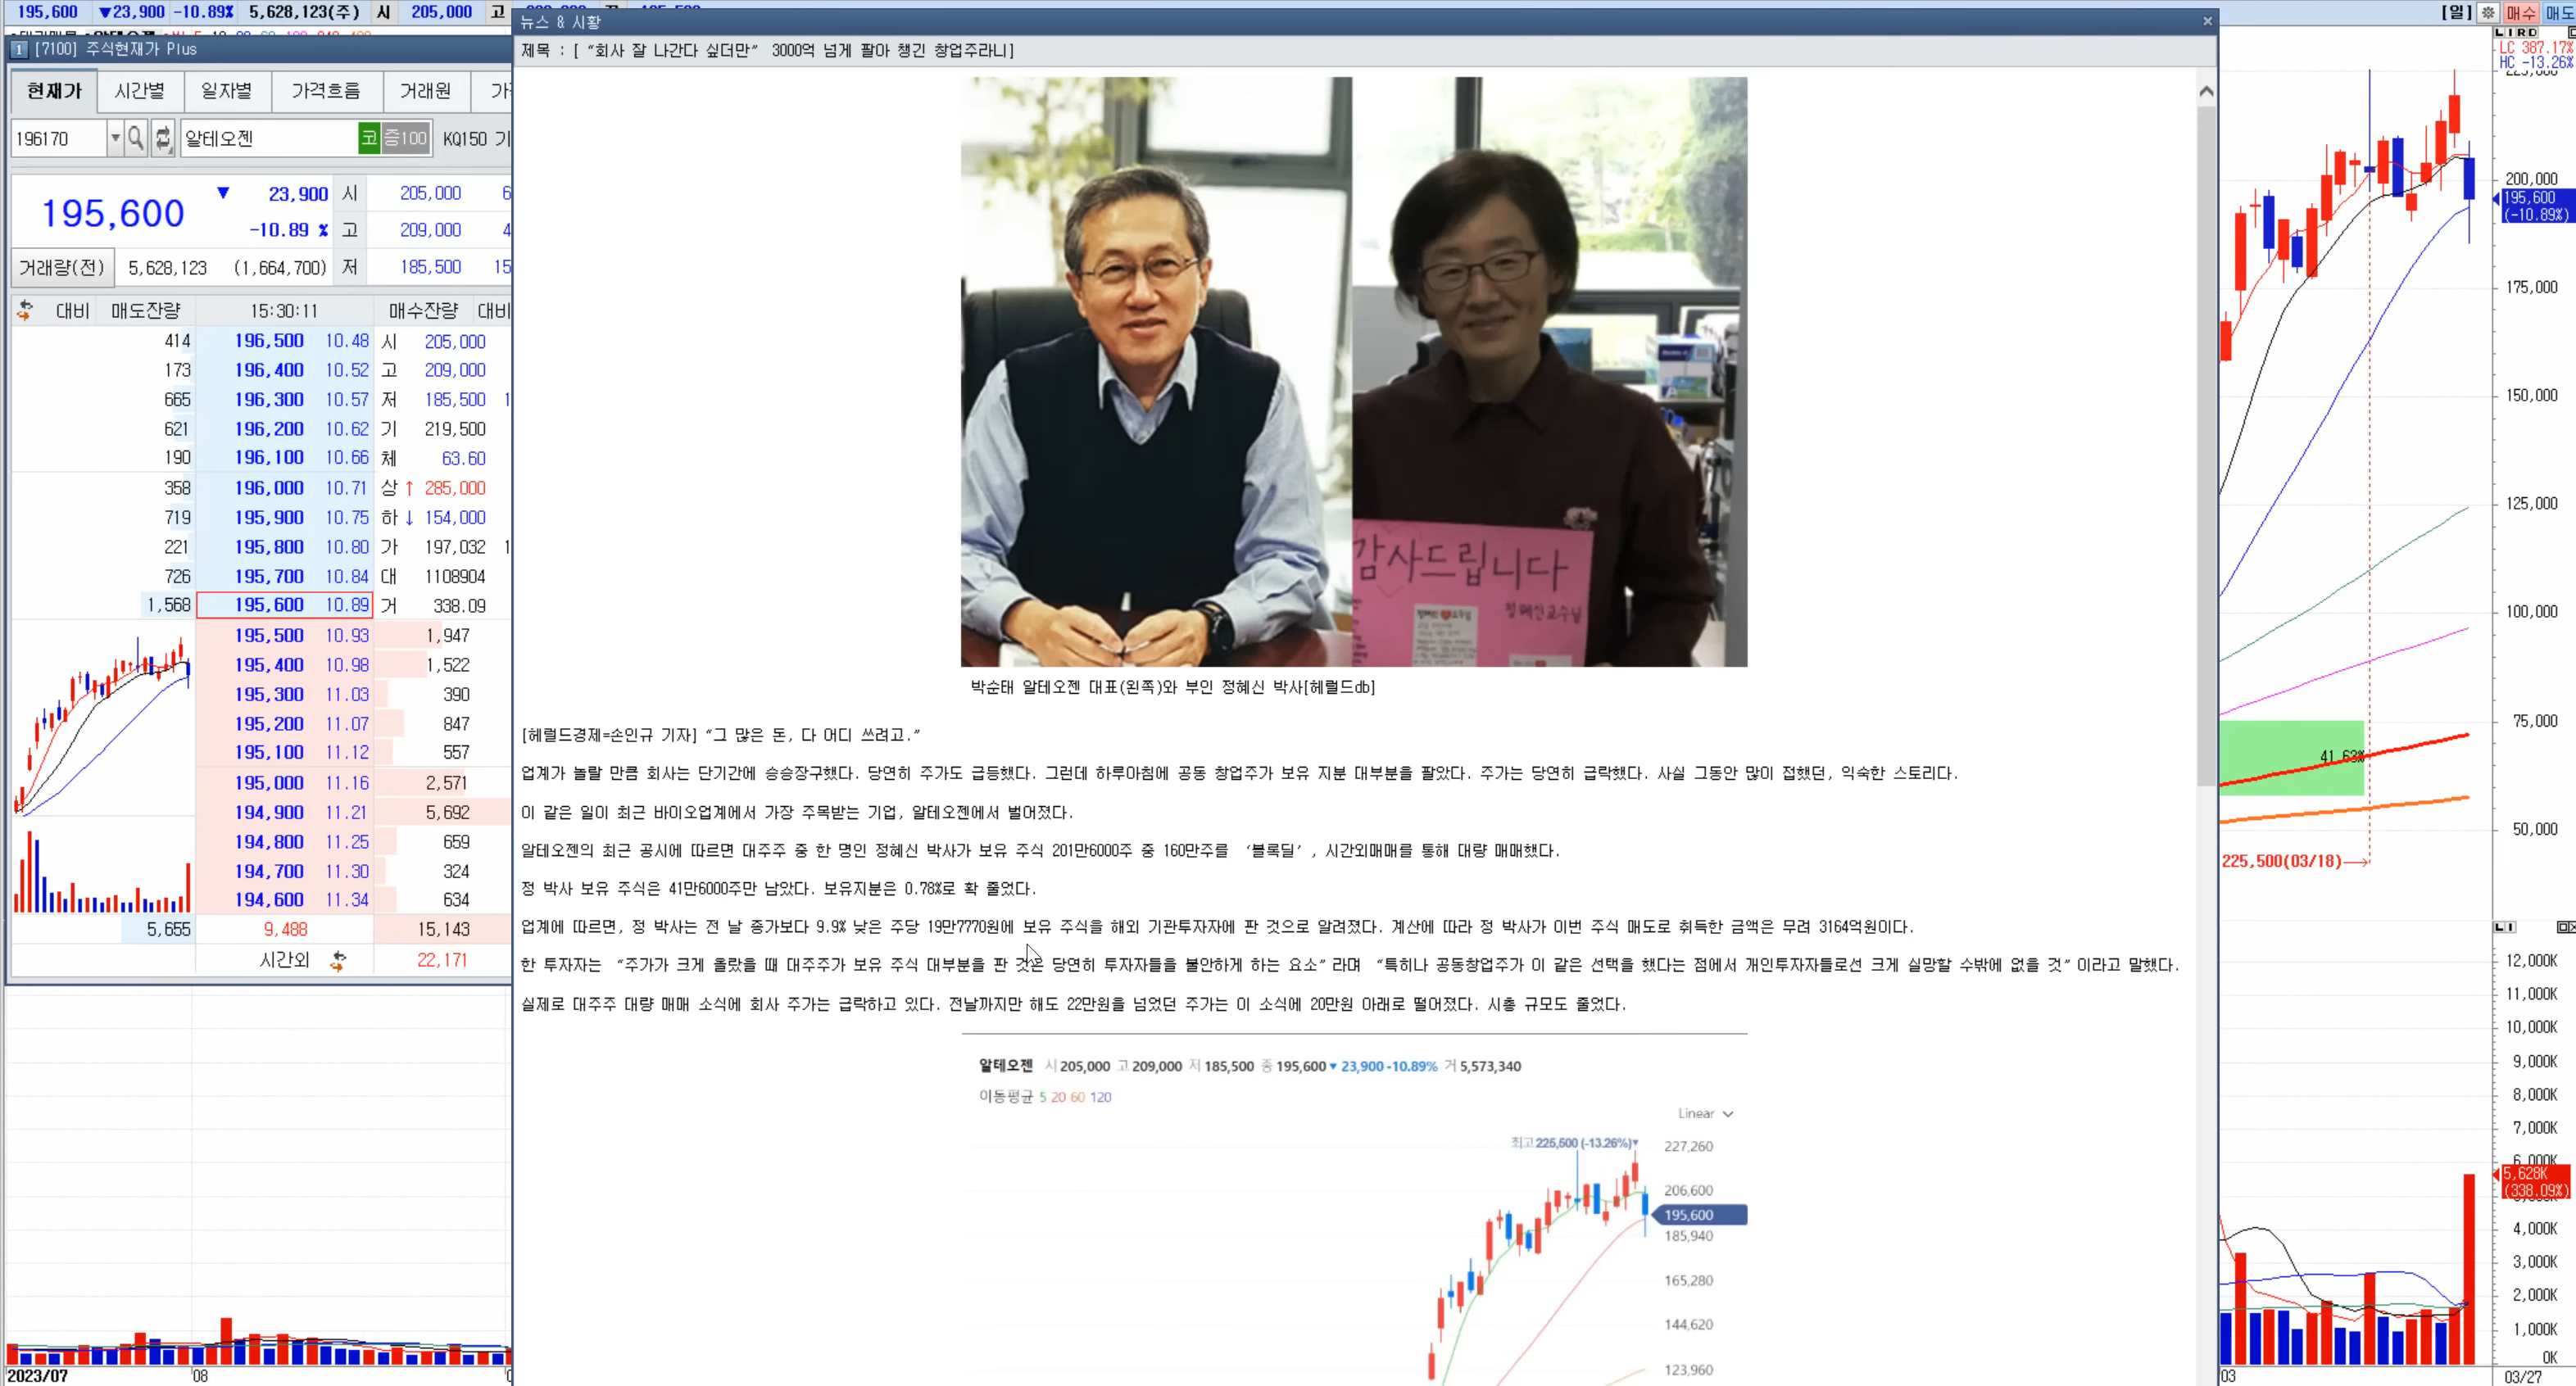 195,600 ▼23,900 -10.89% 5,628,123(주) 시 205,000 고
[일] 매수 매도
1 [7100] 주식현재가 Plus
현재가 시간별 일자별 가격흐름 거래원
196170 알테오젠 코 증100 KQ150
195,600 ▼ 23,900 시 205,000
-10.89 % 고 209,000
거래량(전) 5,628,123 (1,664,700) 저 185,500
대비 매도잔량 15:30:11 매수잔량 대비
414 196,500 10.48 시 205,000
173 196,400 10.52 고 209,000
665 196,300 10.57 저 185,500
621 196,200 10.62 기 219,500
190 196,100 10.66 체 63.60
358 196,000 10.71 상 ↑ 285,000
719 195,900 10.75 하 ↓ 154,000
221 195,800 10.80 가 197,032
726 195,700 10.84 대 1108904
1,568 195,600 10.89 거 338.09
195,500 10.93 1,947
195,400 10.98 1,522
195,300 11.03 390
195,200 11.07 847
195,100 11.12 557
195,000 11.16 2,571
194,900 11.21 5,692
194,800 11.25 659
194,700 11.30 324
194,600 11.34 634
5,655 9,488 15,143
시간외 22,171
2023/07 08
뉴스 & 시황
제목 : [ “회사 잘 나간다 싶더만” 3000억 넘게 팔아 챙긴 창업주라니]
감사드립니다
정혜신교수님
박순태 알테오젠 대표(왼쪽)와 부인 정혜신 박사[헤럴드db]
[헤럴드경제=손인규 기자] “그 많은 돈, 다 어디 쓰려고.”
업계가 놀랄 만큼 회사는 단기간에 승승장구했다. 당연히 주가도 급등했다. 그런데 하루아침에 공동 창업주가 보유 지분 대부분을 팔았다. 주가는 당연히 급락했다. 사실 그동안 많이 접했던, 익숙한 스토리다.
이 같은 일이 최근 바이오업계에서 가장 주목받는 기업, 알테오젠에서 벌어졌다.
알테오젠의 최근 공시에 따르면 대주주 중 한 명인 정혜신 박사가 보유 주식 201만6000주 중 160만주를 ‘블록딜’, 시간외매매를 통해 대량 매매했다.
정 박사 보유 주식은 41만6000주만 남았다. 보유지분은 0.78%로 확 줄었다.
업계에 따르면, 정 박사는 전 날 종가보다 9.9% 낮은 주당 19만7770원에 보유 주식을 해외 기관투자자에 판 것으로 알려졌다. 계산에 따라 정 박사가 이번 주식 매도로 취득한 금액은 무려 3164억원이다.
한 투자자는 “주가가 크게 올랐을 때 대주주가 보유 주식 대부분을 판 것은 당연히 투자자들을 불안하게 하는 요소”라며 “특히나 공동창업주가 이 같은 선택을 했다는 점에서 개인투자자들로선 크게 실망할 수밖에 없을 것”이라고 말했다.
실제로 대주주 대량 매매 소식에 회사 주가는 급락하고 있다. 전날까지만 해도 22만원을 넘었던 주가는 이 소식에 20만원 아래로 떨어졌다. 시총 규모도 줄었다.
알테오젠 시 205,000 고 209,000 저 185,500 종 195,600 ▼ 23,900 -10.89% 거 5,573,340
이동평균 5 20 60 120
Linear
최고 225,500 (-13.26%)
227,260
206,600
195,600
185,940
165,280
144,620
123,960
L I R D
LC 387.17%
HC -13.26%
200,000
195,600
(-10.89%)
175,000
150,000
125,000
100,000
75,000
41.63%
50,000
225,500(03/18)
L I
12,000K
11,000K
10,000K
9,000K
8,000K
7,000K
6,000K
5,628K
(338.09%)
4,000K
3,000K
2,000K
1,000K
0K
03 03/27